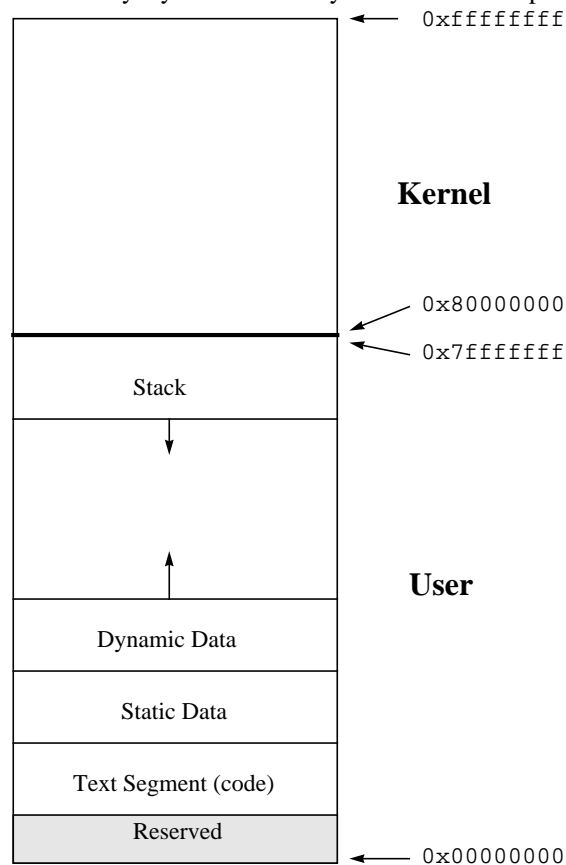 0xffffffff
Kernel
0x80000000
0x7fffffff
Stack
User
Dynamic Data
Static Data
Text Segment (code)
Reserved
0x00000000